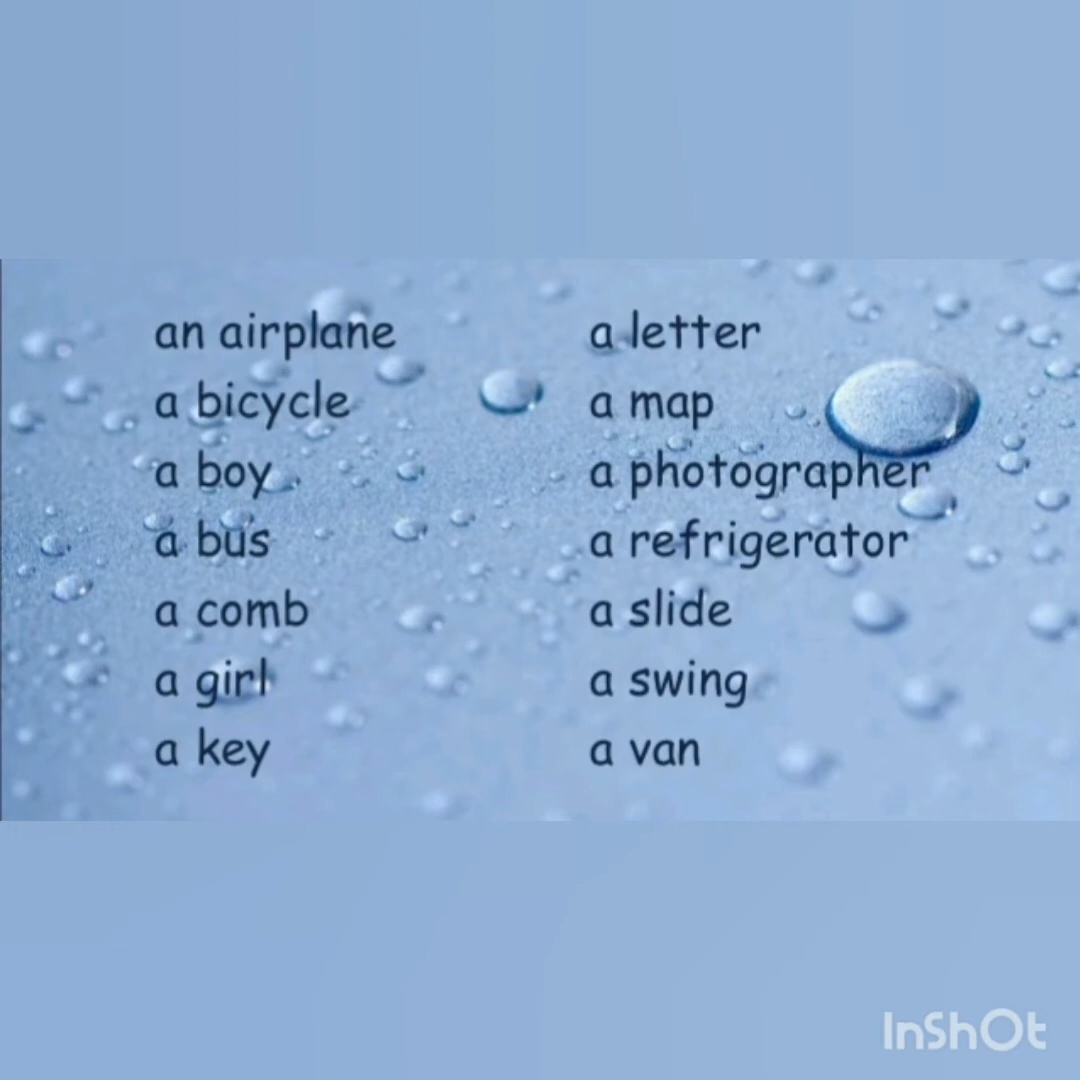 an airplane
a bicycle
a boy
a bus
a comb
a girl
a key
a letter
a map
a photographer
a refrigerator
a slide
a swing
a van
InShOt